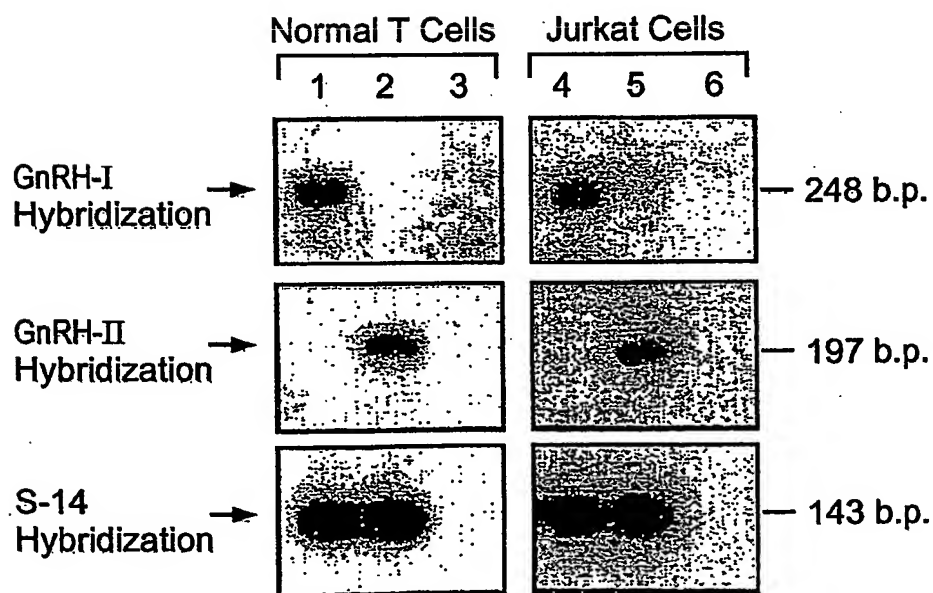 Normal T Cells Jurkat Cells
1 2 3 4 5 6
GnRH-I
Hybridization
248 b.p.
GnRH-II
Hybridization
197 b.p.
S-14
Hybridization
143 b.p.